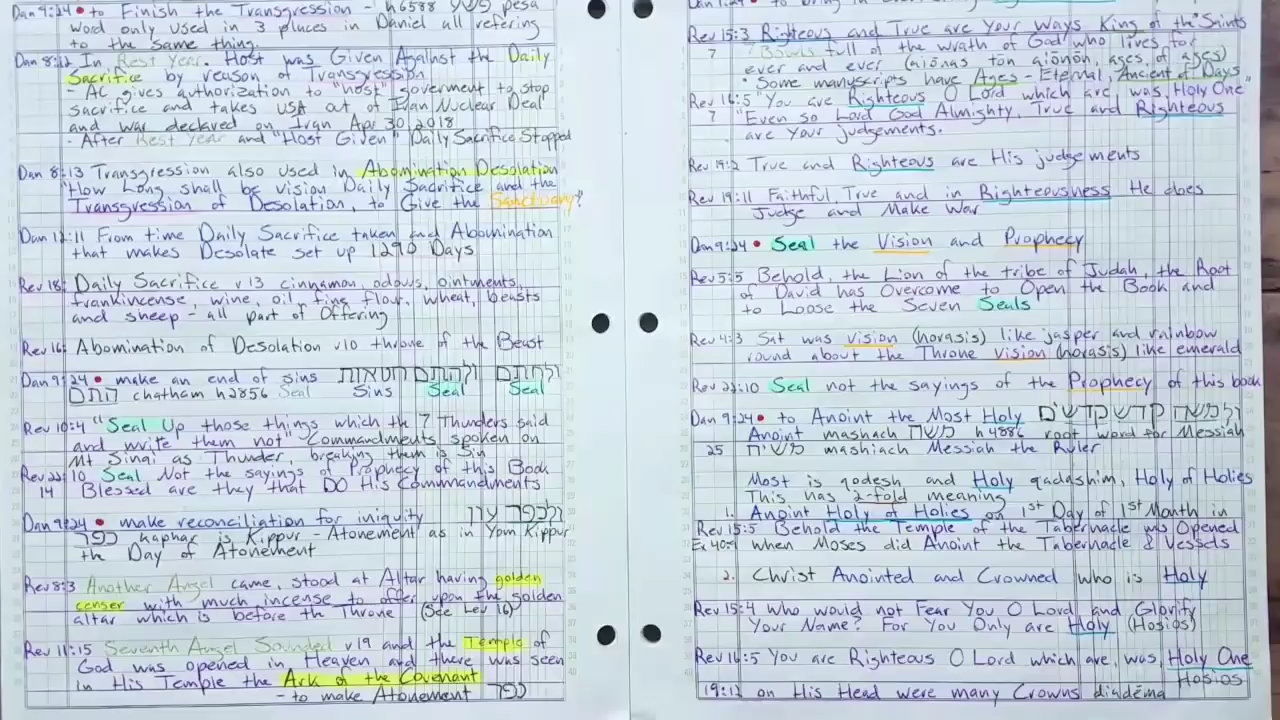 Dan 9:24 • to Finish the Transgression - h6588 פשע pesa
word only used in 3 places in Daniel all refering
to the same thing.
Dan 8:12 In Rest Year. Host was Given Against the Daily
Sacrifice by reason of Transgression
- AC gives authorization to "host" goverment to stop
sacrifice and takes USA out of Iran Nuclear Deal
and was declared on Iran Apr 30, 2018
- After Rest Year and "Host Given" Daily Sacrifice Stopped
Dan 8:13 Transgression also used in Abomination Desolation
"How Long shall be vision Daily Sacrifice and the
Transgression of Desolation, to Give the Sanctuary?"
Dan 12:11 From time Daily Sacrifice taken and Abomination
that makes Desolate set up 1290 Days
Rev 18: Daily Sacrifice v13 cinnamon, odours, ointments,
frankincense, wine, oil, fine flour, wheat, beasts
and sheep - all part of Offering
Rev 16: Abomination of Desolation v10 throne of the Beast
Dan 9:24 • make an end of sins ולחתם חטאות ולחתם
חתם chatham h2856 Seal Sins Seal Seal
Rev 10:4 "Seal Up those things which the 7 Thunders said
and write them not" Commandments spoken on
Mt Sinai as Thunder breaking them is Sin
Rev 22:10 Seal Not the sayings of Prophecy of this Book
14 Blessed are they that DO His Commandments
Dan 9:24 • make reconciliation for iniquity ולכפר עון
כפר kaphar is Kippur - Atonement as in Yom Kippur
the Day of Atonement
Rev 8:3 Another Angel came, stood at Altar having golden
censer with much incense to offer upon the golden
altar which is before the Throne (See Lev 16)
Rev 11:15 Seventh Angel Sounded v19 and the Temple of
God was opened in Heaven and there was seen
in His Temple the Ark of the Covenant
- to make Atonement כפר
Rev 15:3 Righteous and True are Your Ways King of the "Saints
7 7 Bowls full of the wrath of God who lives for
ever and ever (aiōnas tōn aiōnōn, ages of ages)
"Some manuscripts have Ages - Eternal, Ancient of Days"
Rev 16:5 "You are Righteous O Lord which are, was, Holy One
7 "Even so Lord God Almighty, True and Righteous
are Your judgements.
Rev 19:2 True and Righteous are His judgements
Rev 19:11 Faithful, True and in Righteousness He does
Judge and Make War
Dan 9:24 • Seal the Vision and Prophecy
Rev 5:5 Behold, the Lion of the tribe of Judah, the Root
of David has Overcome to Open the Book and
to Loose the Seven Seals
Rev 4:3 Sat was vision (horasis) like jasper and rainbow
round about the Throne vision (horasis) like emerald
Rev 22:10 Seal not the sayings of the Prophecy of this book
Dan 9:24 • to Anoint the Most Holy ולמשח קדש קדשים
Anoint mashach משח h4886 root word for Messiah
25 משיח mashiach Messiah the Ruler
Most is qodesh and Holy qadashim, Holy of Holies
This has 2-fold meaning
1. Anoint Holy of Holies on 1st Day of 1st Month in
Rev 15:5 Behold the Temple of the Tabernacle was Opened
Ex 40:9 when Moses did Anoint the Tabernacle & Vessels
2. Christ Anointed and Crowned who is Holy
Rev 15:4 Who would not Fear You O Lord and Glorify
Your Name? For You Only are Holy (Hosios)
Rev 16:5 You are Righteous O Lord which are, was, Holy One
Hosios
19:12 on His Head were many Crowns diadēma